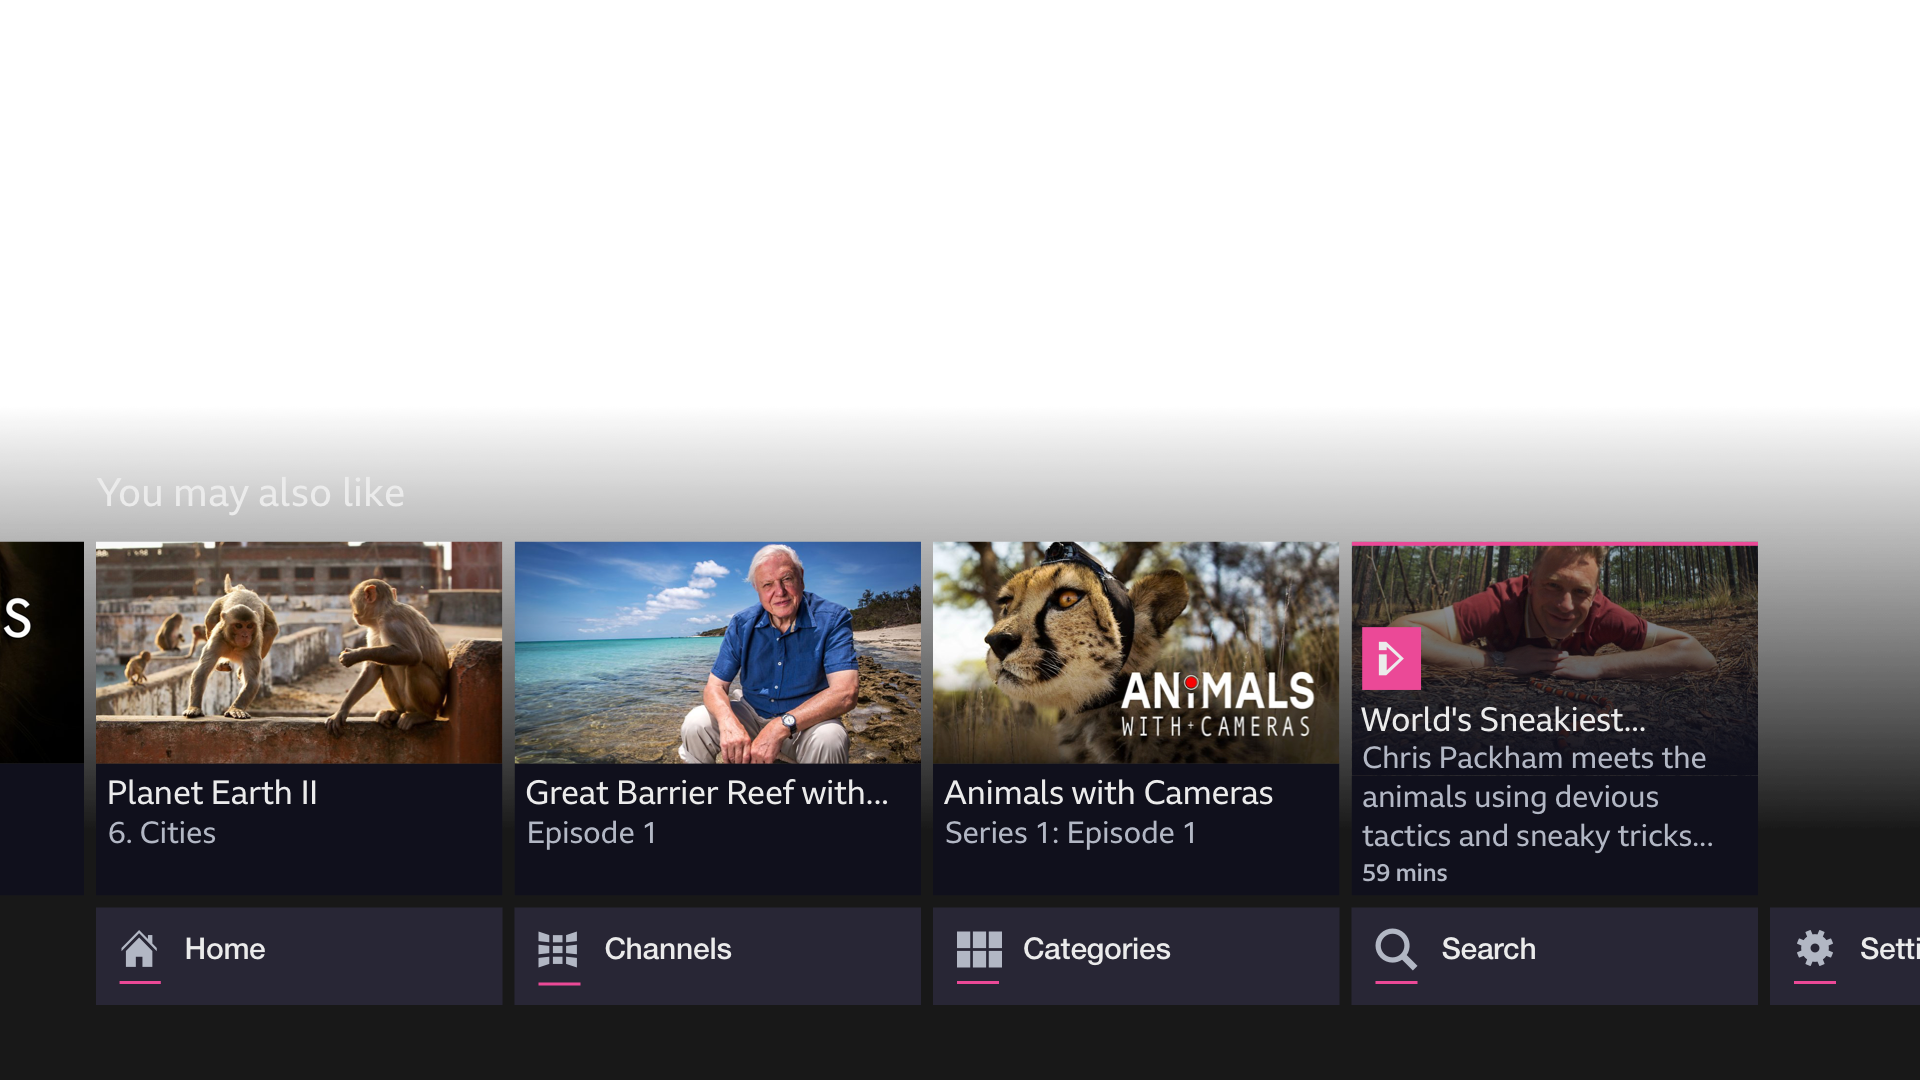 You may also like
S
ANiMALS
WITH+CAMERAS
Planet Earth II
6. Cities
Great Barrier Reef with...
Episode 1
Animals with Cameras
Series 1: Episode 1
World's Sneakiest...
Chris Packham meets the
animals using devious
tactics and sneaky tricks...
59 mins
Home
Channels
Categories
Search
Setti